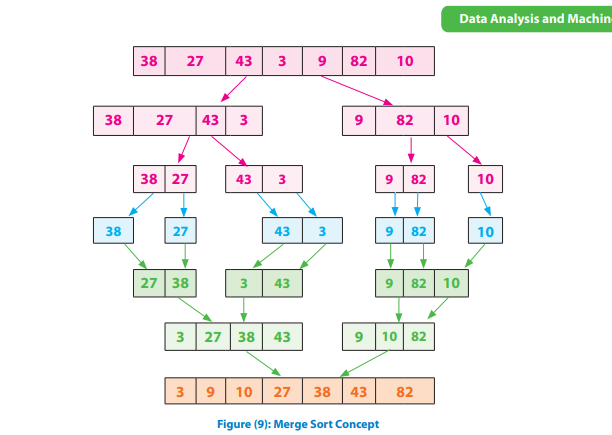 Data Analysis and Machin
38 27 43 3 9 82 10
38 27 43 3 9 82 10
38 27 43 3 9 82 10
38 27 43 3 9 82 10
27 38 3 43 9 82 10
3 27 38 43 9 10 82
3 9 10 27 38 43 82
Figure (9): Merge Sort Concept